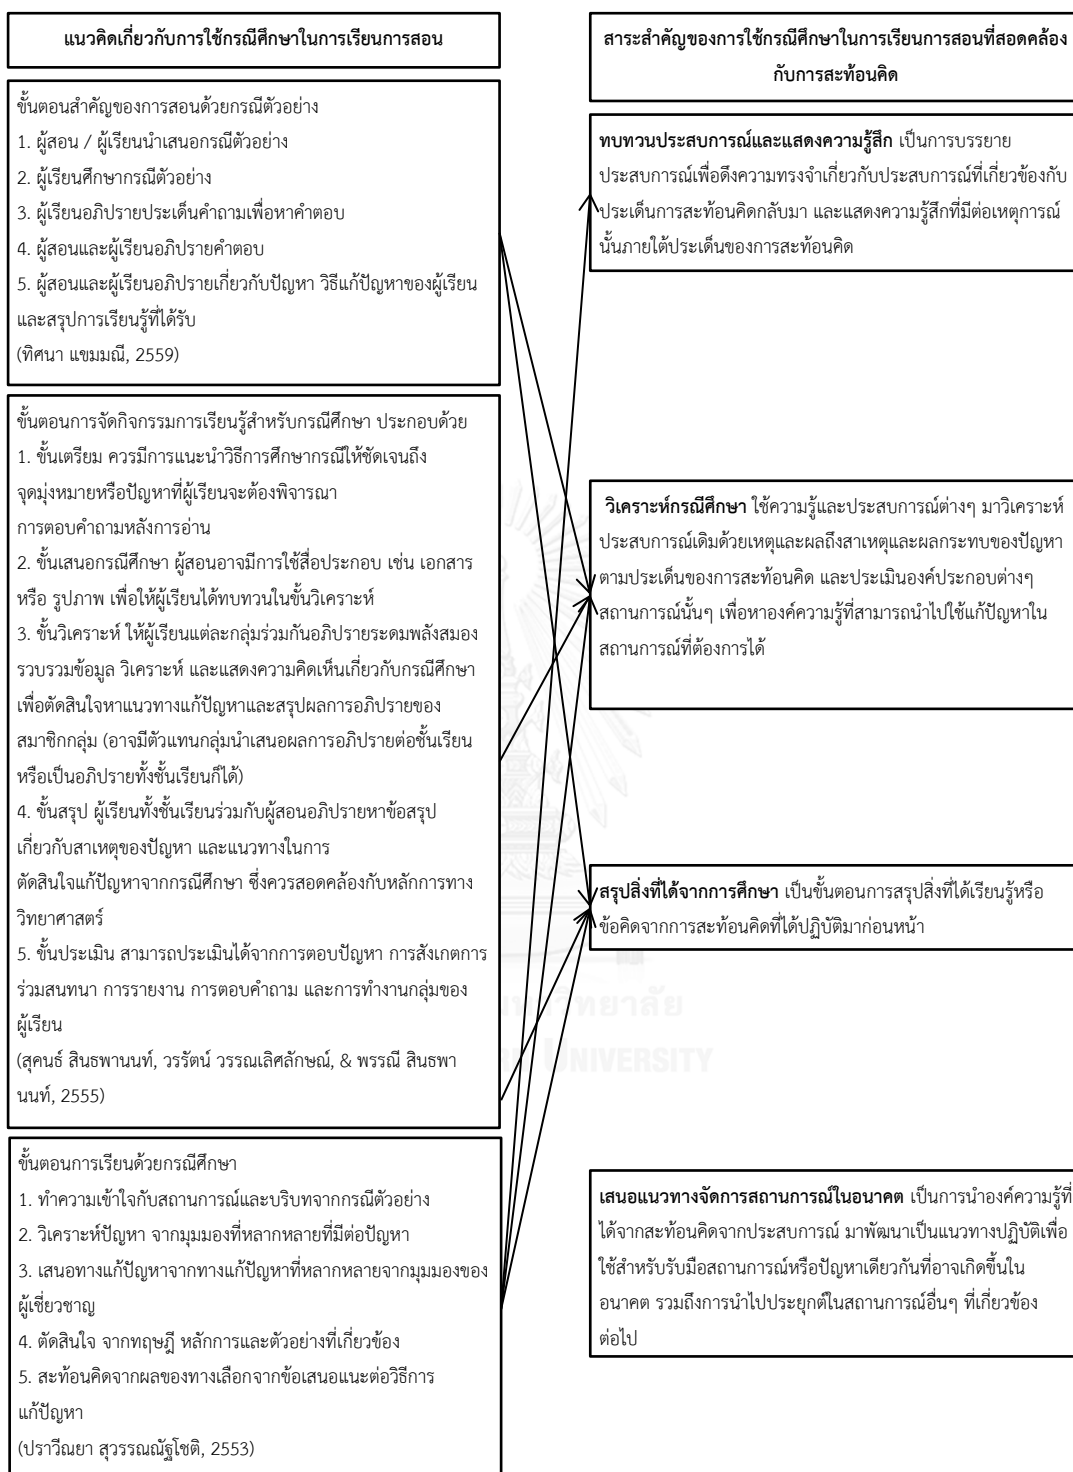 แนวคิดเกี่ยวกับการใช้กรณีศึกษาในการเรียนการสอน
ขั้นตอนสำคัญของการสอนด้วยกรณีตัวอย่าง
1. ผู้สอน / ผู้เรียนนำเสนอกรณีตัวอย่าง
2. ผู้เรียนศึกษากรณีตัวอย่าง
3. ผู้เรียนอภิปรายประเด็นคำถามเพื่อหาคำตอบ
4. ผู้สอนและผู้เรียนอภิปรายคำตอบ
5. ผู้สอนและผู้เรียนอภิปรายเกี่ยวกับปัญหา วิธีแก้ปัญหาของผู้เรียน
และสรุปการเรียนรู้ที่ได้รับ
(ทิศนา แขมมณี, 2559)
ขั้นตอนการจัดกิจกรรมการเรียนรู้สำหรับกรณีศึกษา ประกอบด้วย
1. ขั้นเตรียม ควรมีการแนะนำวิธีการศึกษากรณีให้ชัดเจนถึง
จุดมุ่งหมายหรือปัญหาที่ผู้เรียนจะต้องพิจารณา
การตอบคำถามหลังการอ่าน
2. ขั้นเสนอกรณีศึกษา ผู้สอนอาจมีการใช้สื่อประกอบ เช่น เอกสาร
หรือ รูปภาพ เพื่อให้ผู้เรียนได้ทบทวนในขั้นวิเคราะห์
3. ขั้นวิเคราะห์ ให้ผู้เรียนแต่ละกลุ่มร่วมกันอภิปรายระดมพลังสมอง
รวบรวมข้อมูล วิเคราะห์ และแสดงความคิดเห็นเกี่ยวกับกรณีศึกษา
เพื่อตัดสินใจหาแนวทางแก้ปัญหาและสรุปผลการอภิปรายของ
สมาชิกกลุ่ม (อาจมีตัวแทนกลุ่มนำเสนอผลการอภิปรายต่อชั้นเรียน
หรือเป็นอภิปรายทั้งชั้นเรียนก็ได้)
4. ขั้นสรุป ผู้เรียนทั้งชั้นเรียนร่วมกับผู้สอนอภิปรายหาข้อสรุป
เกี่ยวกับสาเหตุของปัญหา และแนวทางในการ
ตัดสินใจแก้ปัญหาจากกรณีศึกษา ซึ่งควรสอดคล้องกับหลักการทาง
วิทยาศาสตร์
5. ขั้นประเมิน สามารถประเมินได้จากการตอบปัญหา การสังเกตการ
ร่วมสนทนา การรายงาน การตอบคำถาม และการทำงานกลุ่มของ
ผู้เรียน
(สุคนธ์ สินธพานนท์, วรรัตน์ วรรณเลิศลักษณ์, & พรรณี สินธพา
นนท์, 2555)
ขั้นตอนการเรียนด้วยกรณีศึกษา
1. ทำความเข้าใจกับสถานการณ์และบริบทจากกรณีตัวอย่าง
2. วิเคราะห์ปัญหา จากมุมมองที่หลากหลายที่มีต่อปัญหา
3. เสนอทางแก้ปัญหาจากทางแก้ปัญหาที่หลากหลายจากมุมมองของ
ผู้เชี่ยวชาญ
4. ตัดสินใจ จากทฤษฎี หลักการและตัวอย่างที่เกี่ยวข้อง
5. สะท้อนคิดจากผลของทางเลือกจากข้อเสนอแนะต่อวิธีการ
แก้ปัญหา
(ปราวีณยา สุวรรณณัฐโชติ, 2553)
สาระสำคัญของการใช้กรณีศึกษาในการเรียนการสอนที่สอดคล้อง
กับการสะท้อนคิด
ทบทวนประสบการณ์และแสดงความรู้สึก เป็นการบรรยาย
ประสบการณ์เพื่อดึงความทรงจำเกี่ยวกับประสบการณ์ที่เกี่ยวข้องกับ
ประเด็นการสะท้อนคิดกลับมา และแสดงความรู้สึกที่มีต่อเหตุการณ์
นั้นภายใต้ประเด็นของการสะท้อนคิด
วิเคราะห์กรณีศึกษา ใช้ความรู้และประสบการณ์ต่างๆ มาวิเคราะห์
ประสบการณ์เดิมด้วยเหตุและผลถึงสาเหตุและผลกระทบของปัญหา
ตามประเด็นของการสะท้อนคิด และประเมินองค์ประกอบต่างๆ
สถานการณ์นั้นๆ เพื่อหาองค์ความรู้ที่สามารถนำไปใช้แก้ปัญหาใน
สถานการณ์ที่ต้องการได้
สรุปสิ่งที่ได้จากการศึกษา เป็นขั้นตอนการสรุปสิ่งที่ได้เรียนรู้หรือ
ข้อคิดจากการสะท้อนคิดที่ได้ปฏิบัติมาก่อนหน้า
วิทยาลัย
UNIVERSITY
เสนอแนวทางจัดการสถานการณ์ในอนาคต เป็นการนำองค์ความรู้ที่
ได้จากสะท้อนคิดจากประสบการณ์ มาพัฒนาเป็นแนวทางปฏิบัติเพื่อ
ใช้สำหรับรับมือสถานการณ์หรือปัญหาเดียวกันที่อาจเกิดขึ้นใน
อนาคต รวมถึงการนำไปประยุกต์ในสถานการณ์อื่นๆ ที่เกี่ยวข้อง
ต่อไป